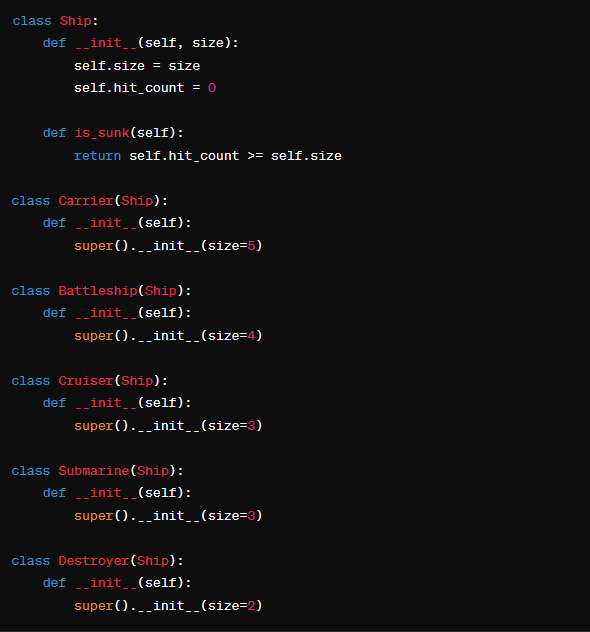 class Ship:
    def __init__(self, size):
        self.size = size
        self.hit_count = 0

    def is_sunk(self):
        return self.hit_count >= self.size

class Carrier(Ship):
    def __init__(self):
        super().__init__(size=5)

class Battleship(Ship):
    def __init__(self):
        super().__init__(size=4)

class Cruiser(Ship):
    def __init__(self):
        super().__init__(size=3)

class Submarine(Ship):
    def __init__(self):
        super().__init__(size=3)

class Destroyer(Ship):
    def __init__(self):
        super().__init__(size=2)